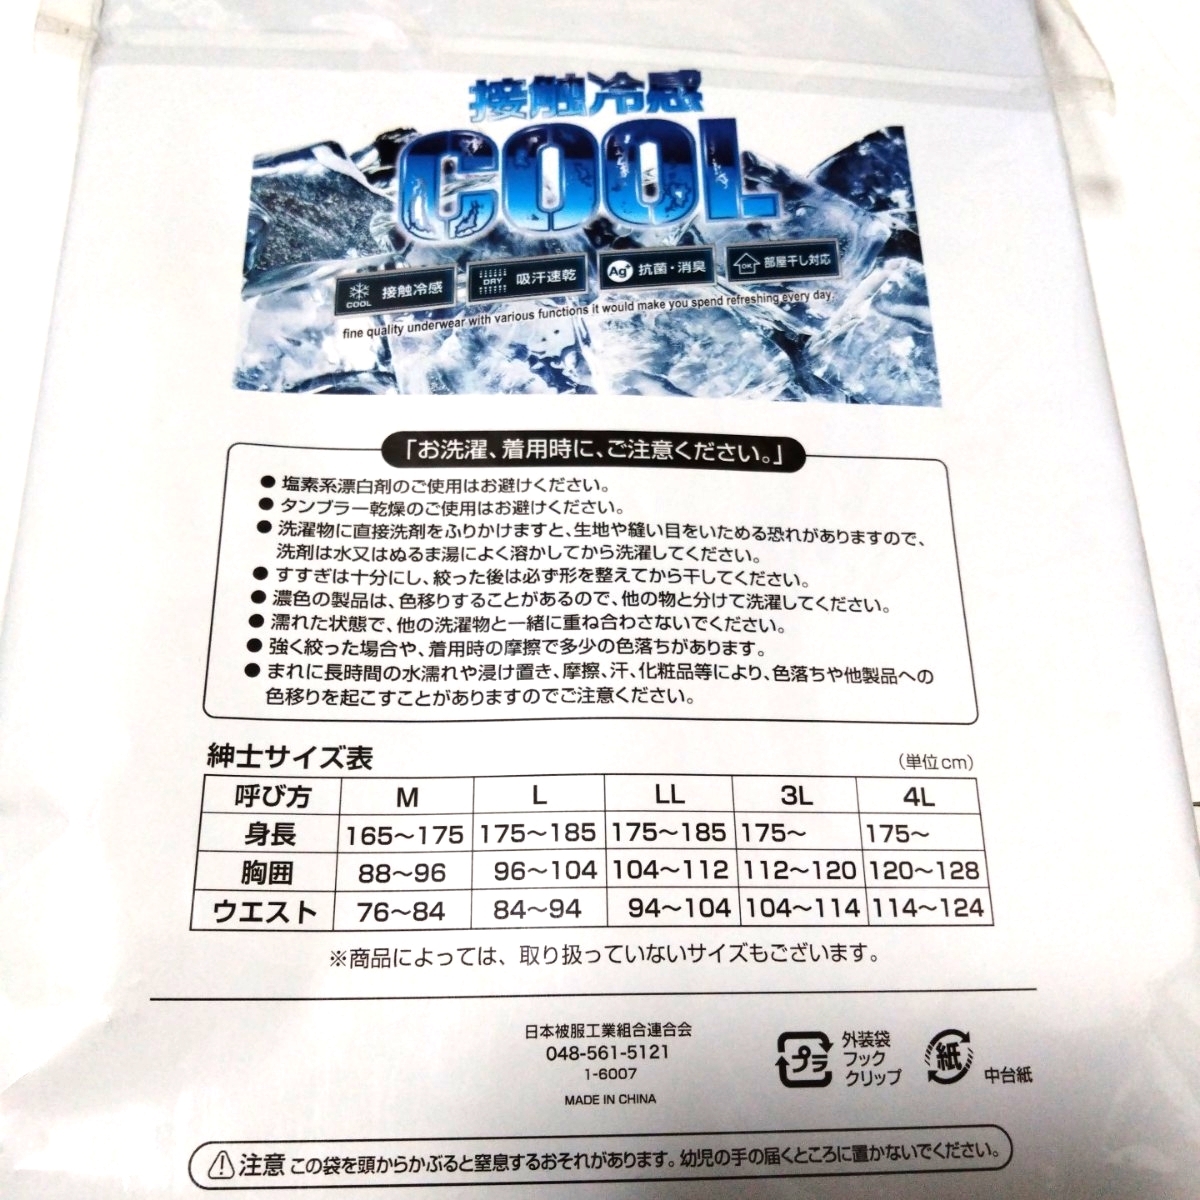 接触冷感
COOL
COOL 接触冷感
DRY 吸汗速乾
Ag+ 抗菌・消臭
OK 部屋干し対応
fine quality underwear with various functions it would make you spend refreshing every day.
「お洗濯、着用時に、ご注意ください。」
●塩素系漂白剤のご使用はお避けください。
●タンブラー乾燥のご使用はお避けください。
●洗濯物に直接洗剤をふりかけますと、生地や縫い目をいためる恐れがありますので、
洗剤は水又はぬるま湯によく溶かしてから洗濯してください。
●すすぎは十分にし、絞った後は必ず形を整えてから干してください。
●濃色の製品は、色移りすることがあるので、他の物と分けて洗濯してください。
●濡れた状態で、他の洗濯物と一緒に重ね合わさないでください。
●強く絞った場合や、着用時の摩擦で多少の色落ちがあります。
●まれに長時間の水濡れや浸け置き、摩擦、汗、化粧品等により、色落ちや他製品への
色移りを起こすことがありますのでご注意ください。
紳士サイズ表 (単位cm)
呼び方 M L LL 3L 4L
身長 165〜175 175〜185 175〜185 175〜 175〜
胸囲 88〜96 96〜104 104〜112 112〜120 120〜128
ウエスト 76〜84 84〜94 94〜104 104〜114 114〜124
※商品によっては、取り扱っていないサイズもございます。
日本被服工業組合連合会
048-561-5121
1-6007
MADE IN CHINA
プラ
外装袋
フック
クリップ
紙
中台紙
注意 この袋を頭からかぶると窒息するおそれがあります。幼児の手の届くところに置かないでください。